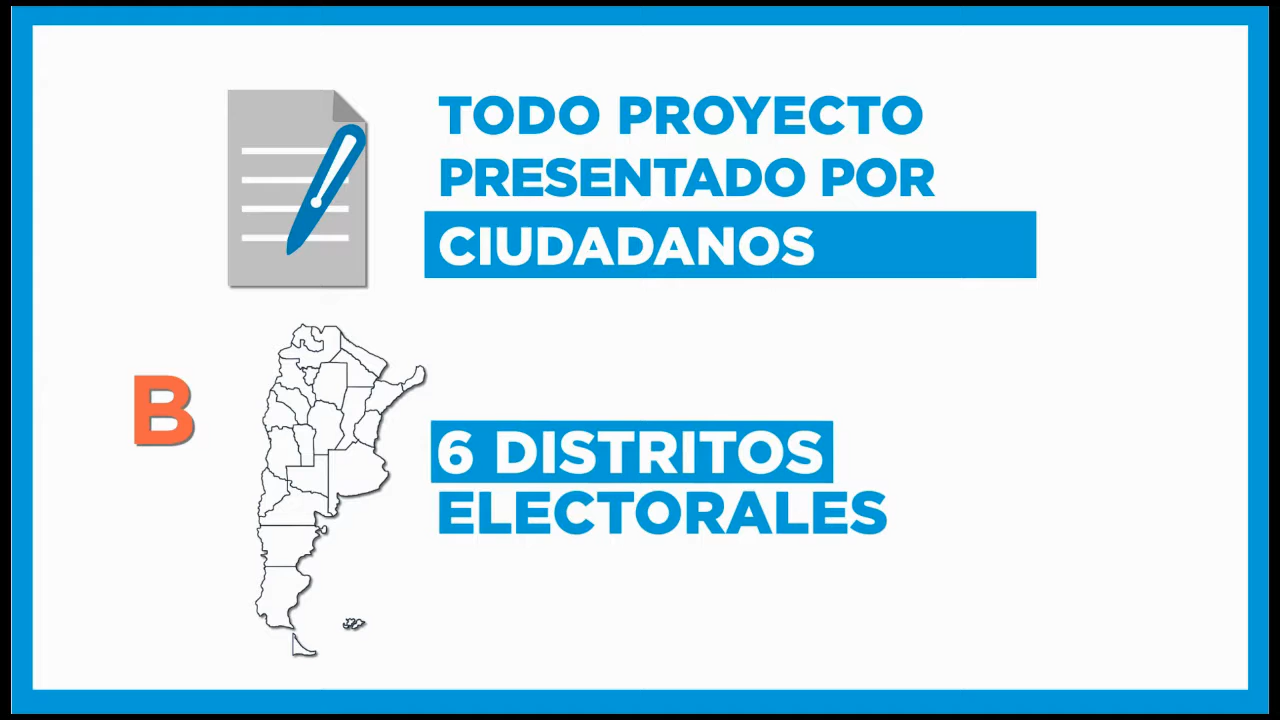 TODO PROYECTO
PRESENTADO POR
CIUDADANOS
B
6 DISTRITOS
ELECTORALES